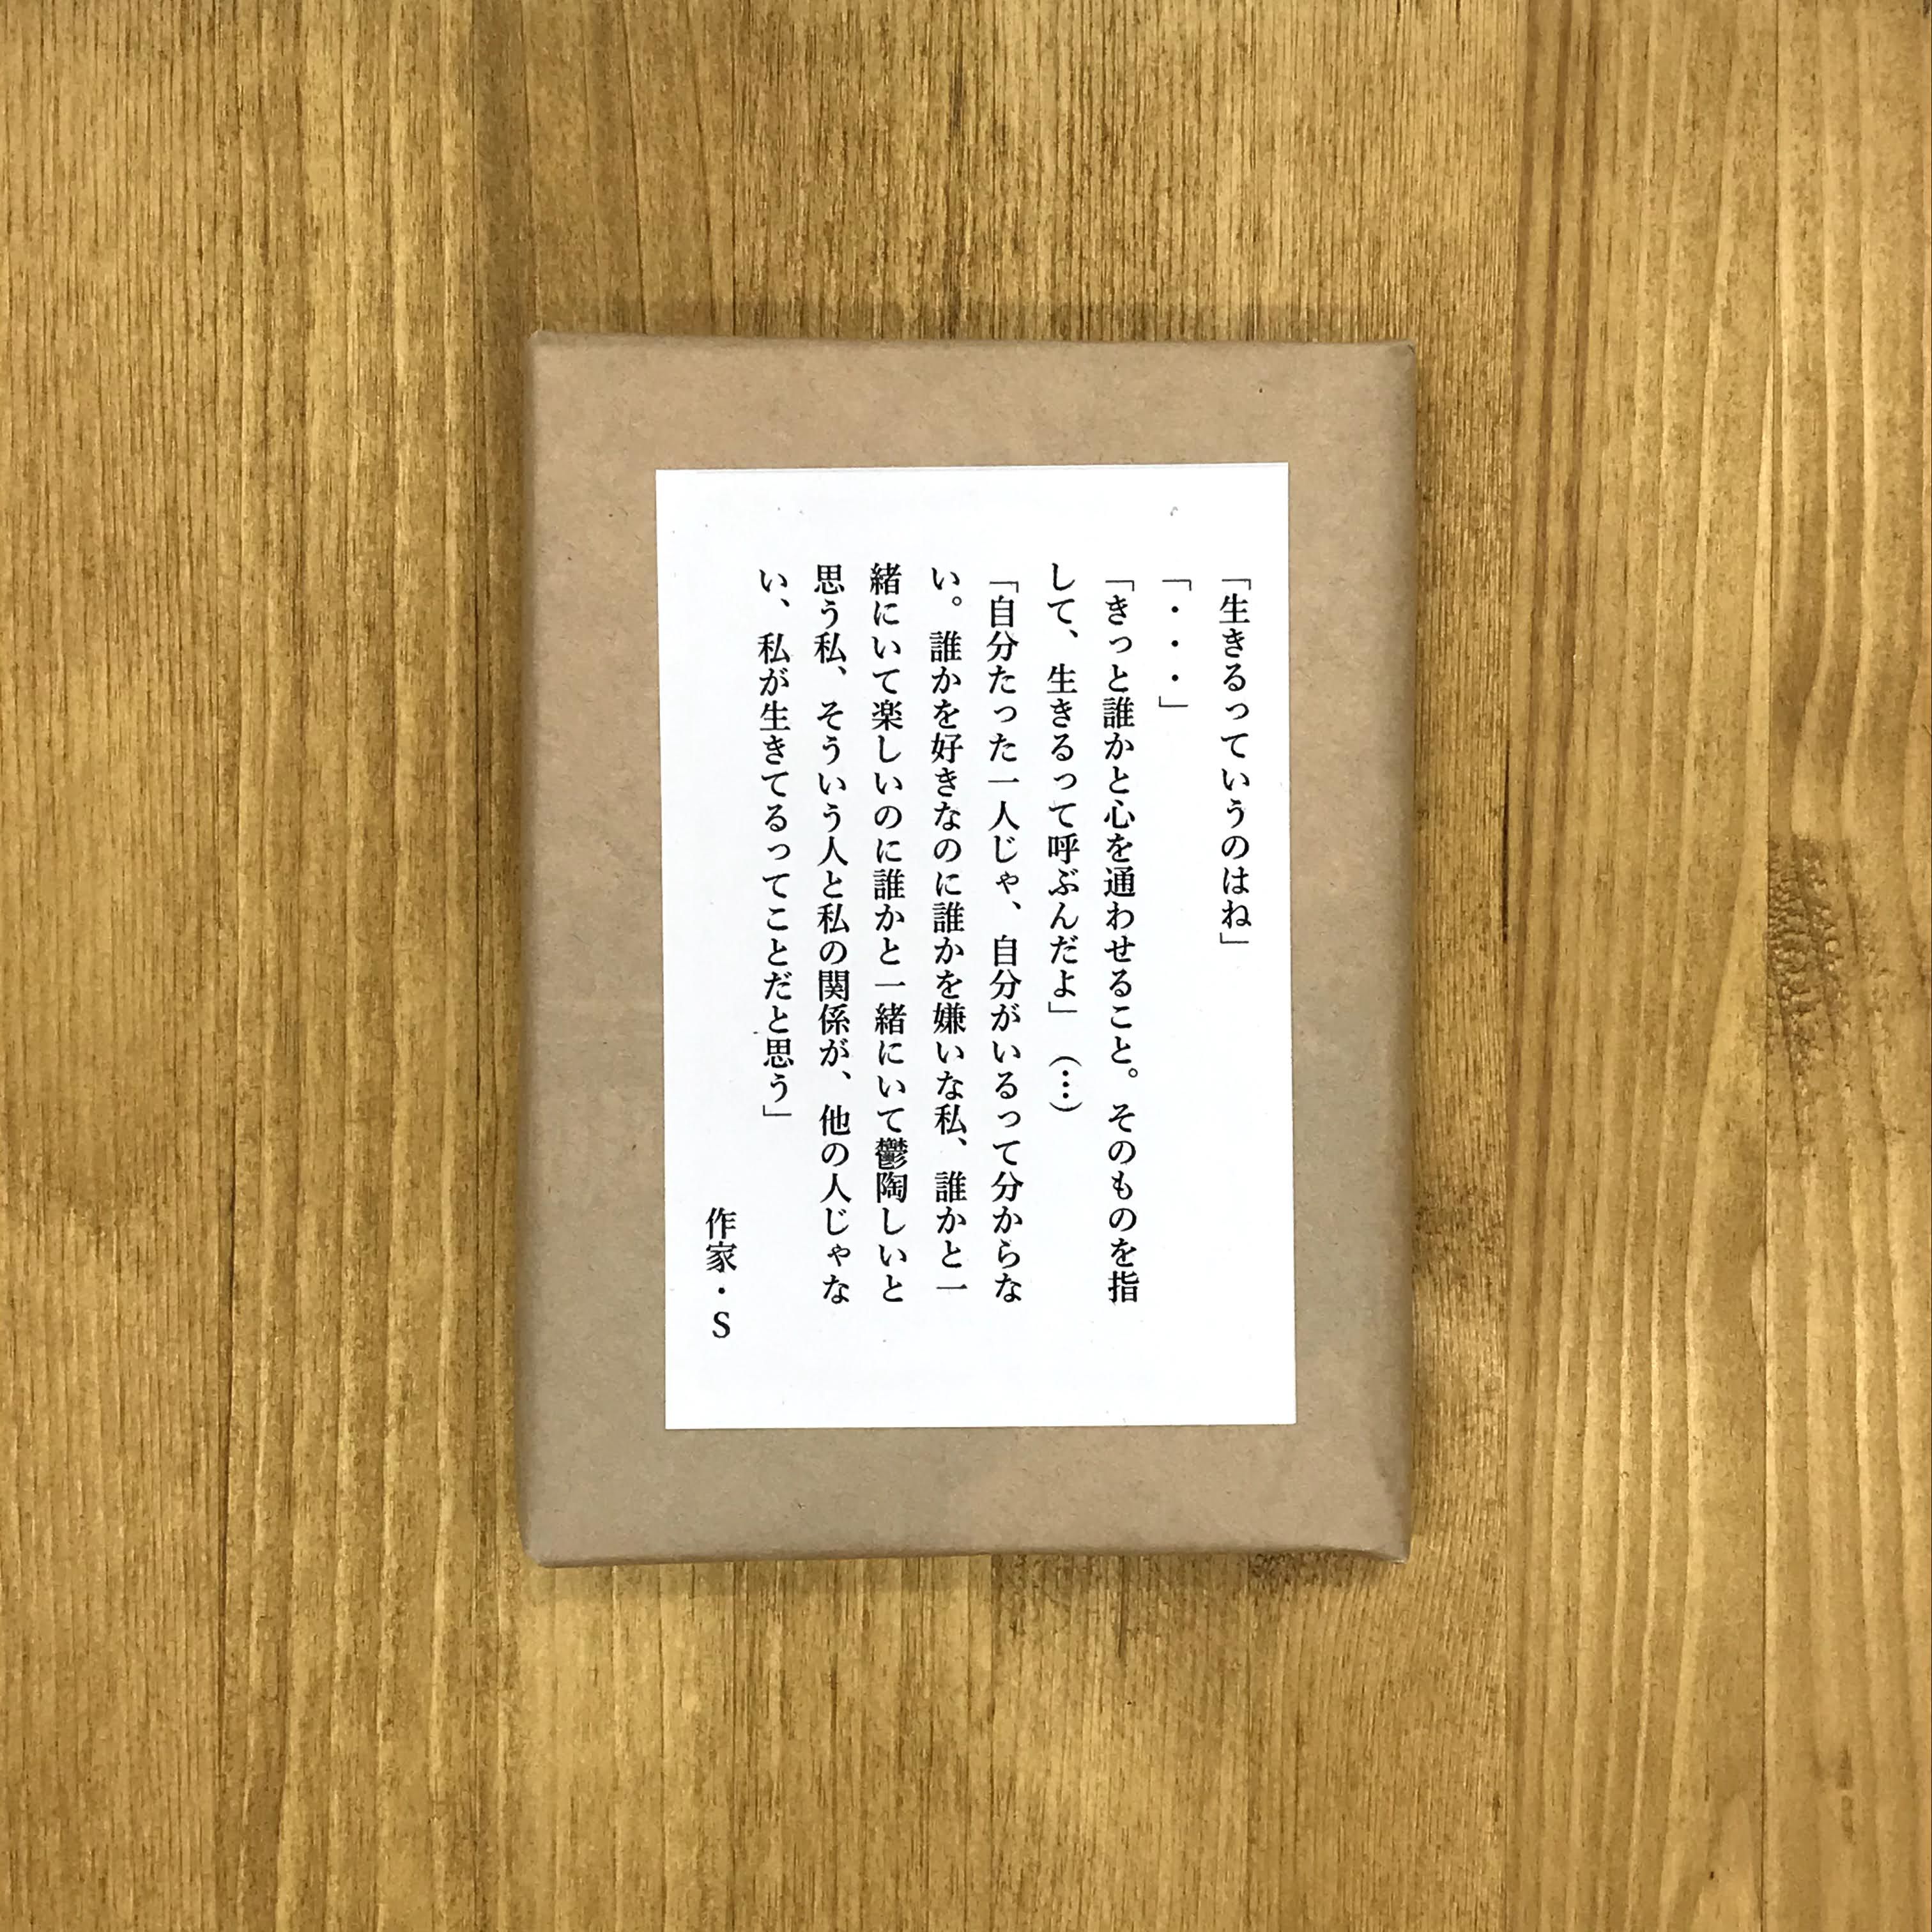 「生きるっていうのはね」
「・・・」
「きっと誰かと心を通わせること。そのものを指
して、生きるって呼ぶんだよ」（…）
「自分たった一人じゃ、自分がいるって分からな
い。誰かを好きなのに誰かを嫌いな私、誰かと一
緒にいて楽しいのに誰かと一緒にいて鬱陶しいと
思う私、そういう人と私の関係が、他の人じゃな
い、私が生きてるってことだと思う」
作家・S